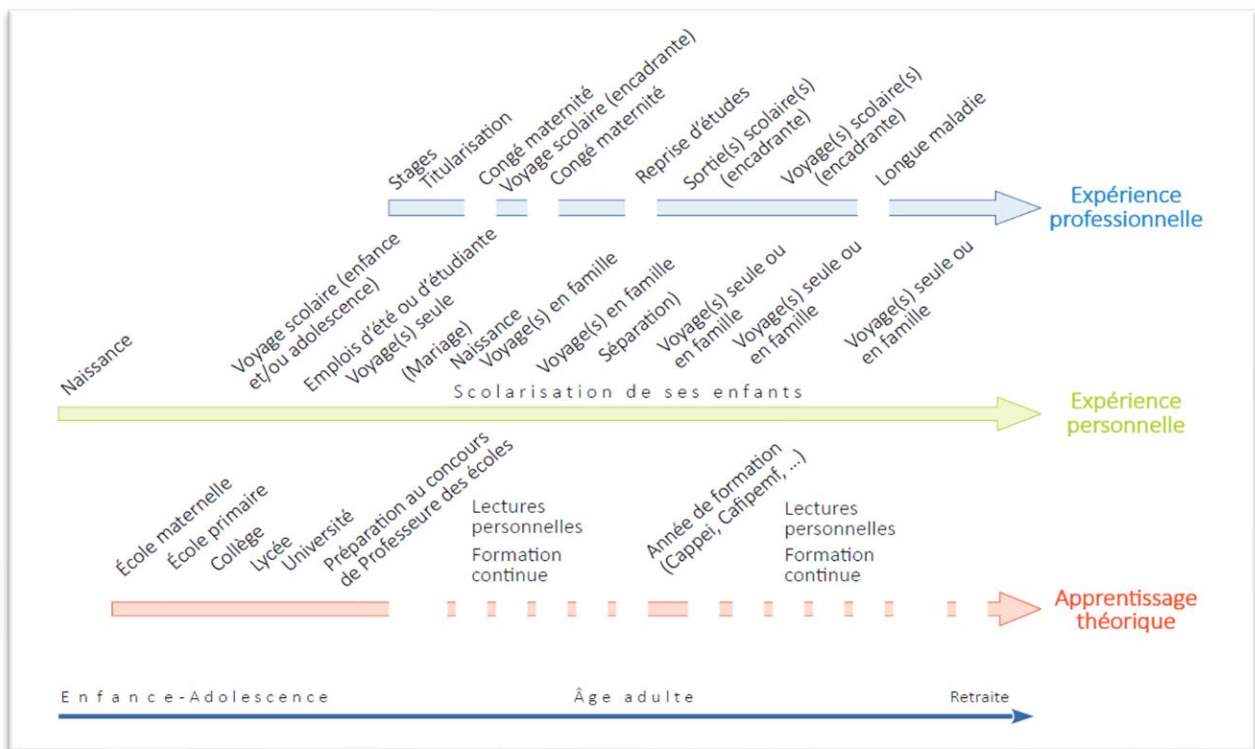 Stages
Titularisation
Congé maternité
Voyage scolaire (encadrante)
Congé maternité
Reprise d'études
Sortie(s) scolaire(s)
(encadrante)
Voyage(s) scolaire(s)
(encadrante)
Longue maladie
Expérience
professionnelle
Naissance
Voyage scolaire (enfance
et/ou adolescence)
Emplois d'été ou d'étudiante
Voyage(s) seule
(Mariage)
Naissance
Voyage(s) en famille
Voyage(s) en famille
Séparation)
Voyage(s) seule ou
en famille
Voyage(s) seule ou
en famille
Voyage(s) seule ou
en famille
Scolarisation de ses enfants
Expérience
personnelle
École maternelle
École primaire
Collège
Lycée
Université
Préparation au concours
de Professeure des écoles
Lectures
personnelles
Formation
continue
Année de formation
(Cappei, Cafipemf, ...)
Lectures
personnelles
Formation
continue
Apprentissage
théorique
Enfance-Adolescence
Âge adulte
Retraite